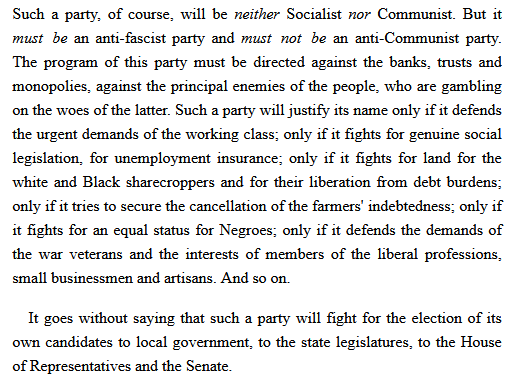 Such a party, of course, will be neither Socialist nor Communist. But it
must be an anti-fascist party and must not be an anti-Communist party.
The program of this party must be directed against the banks, trusts and
monopolies, against the principal enemies of the people, who are gambling
on the woes of the latter. Such a party will justify its name only if it defends
the urgent demands of the working class; only if it fights for genuine social
legislation, for unemployment insurance; only if it fights for land for the
white and Black sharecroppers and for their liberation from debt burdens;
only if it tries to secure the cancellation of the farmers' indebtedness; only if
it fights for an equal status for Negroes; only if it defends the demands of
the war veterans and the interests of members of the liberal professions,
small businessmen and artisans. And so on.
It goes without saying that such a party will fight for the election of its
own candidates to local government, to the state legislatures, to the House
of Representatives and the Senate.